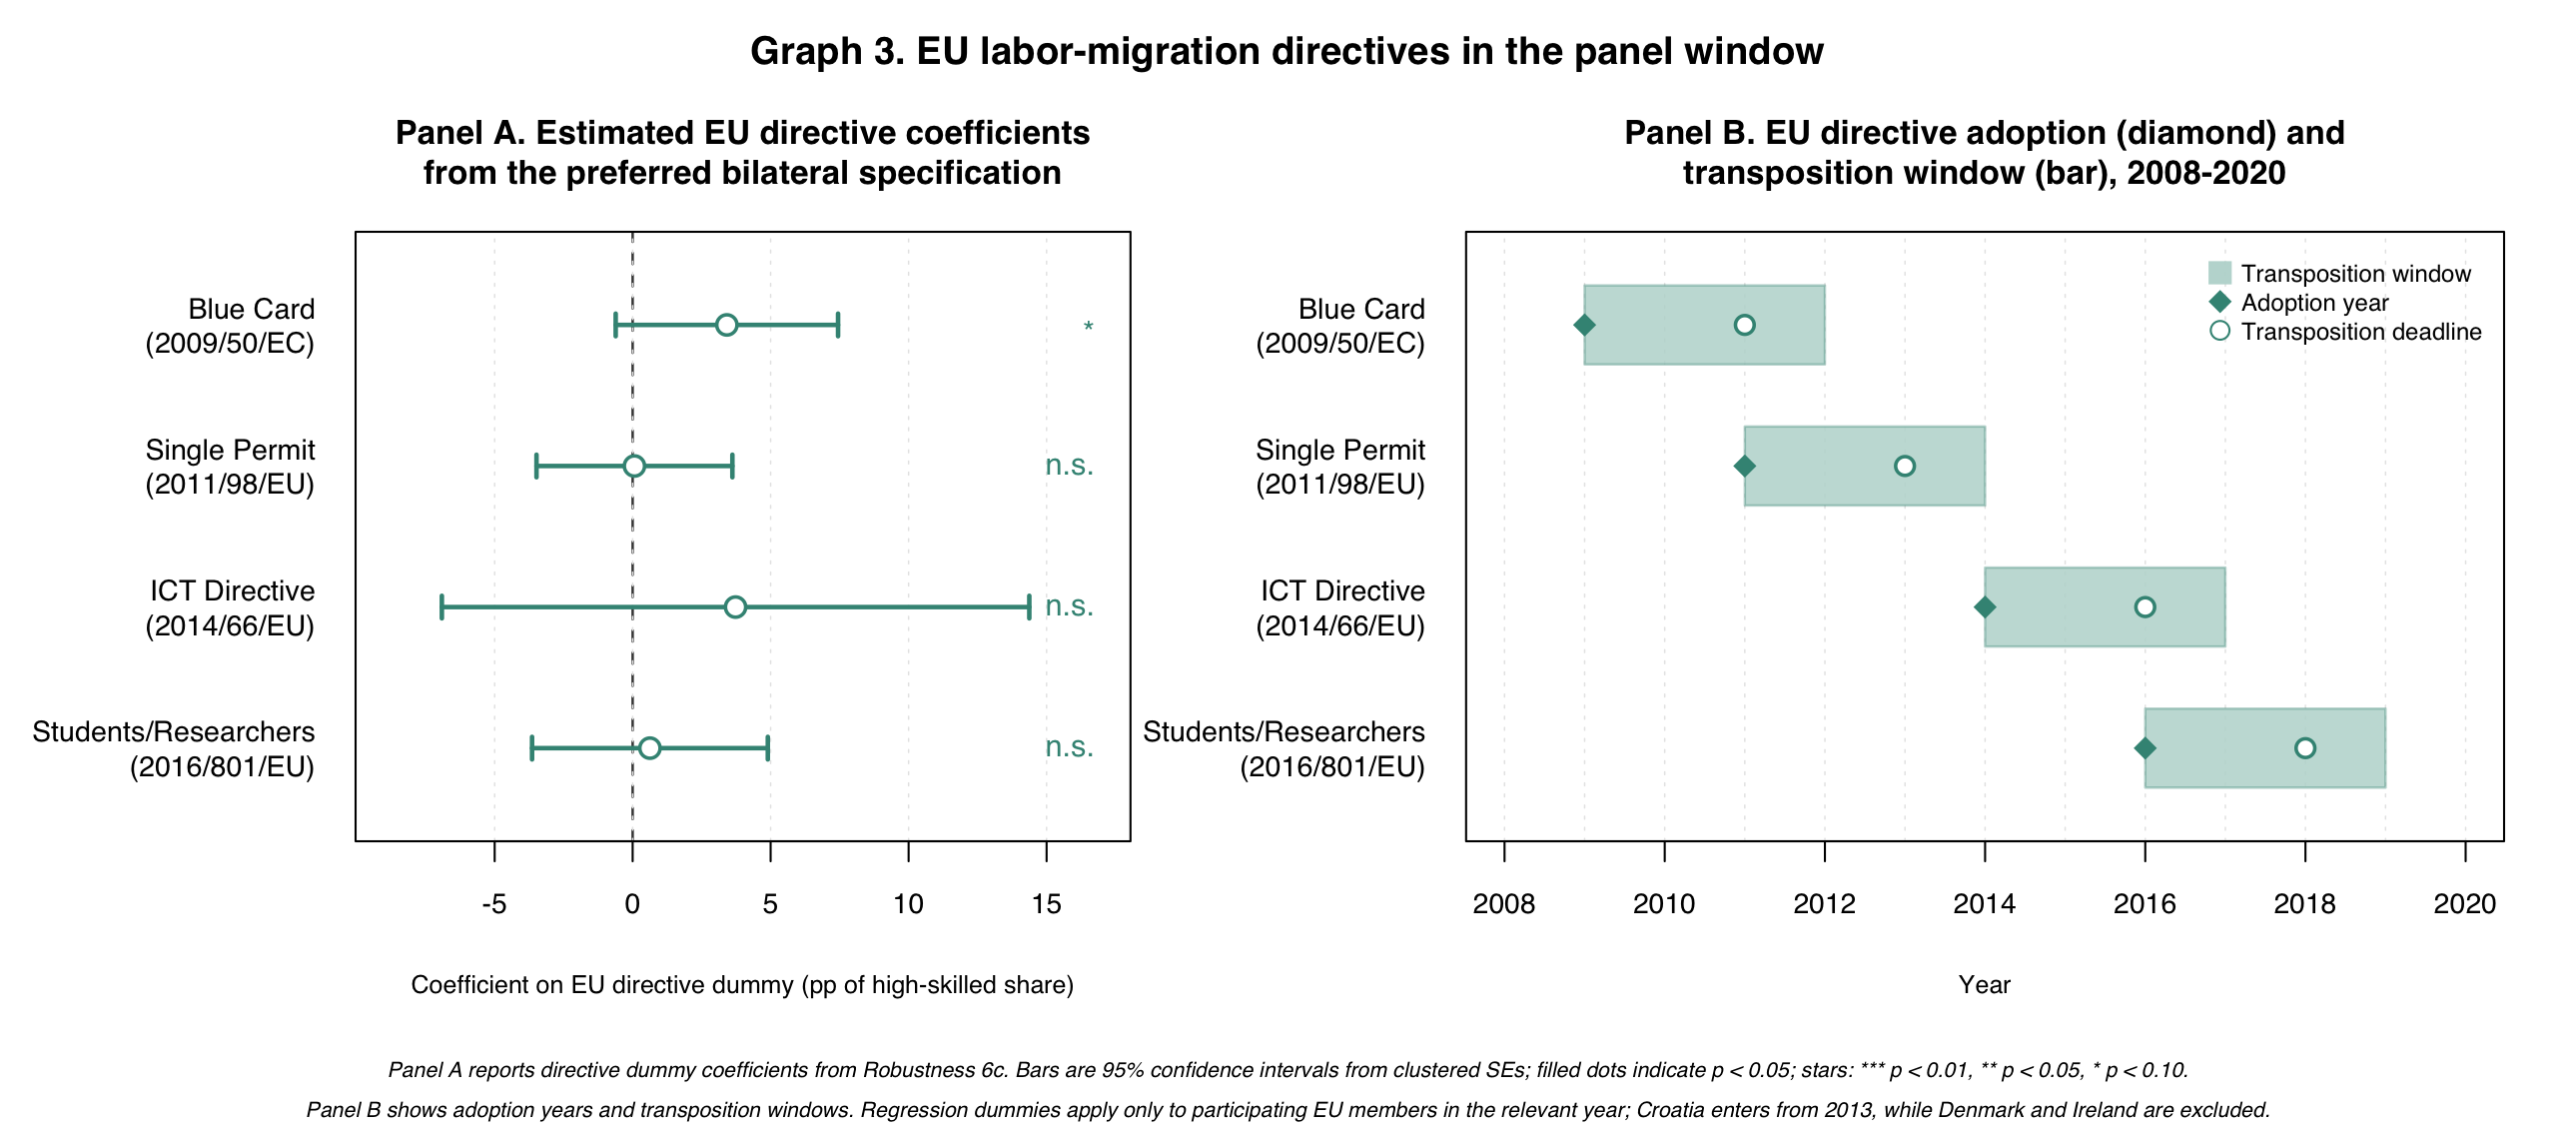 Graph 3. EU labor-migration directives in the panel window
Panel A. Estimated EU directive coefficients
from the preferred bilateral specification
Blue Card
(2009/50/EC)
*
Single Permit
(2011/98/EU)
n.s.
ICT Directive
(2014/66/EU)
n.s.
Students/Researchers
(2016/801/EU)
n.s.
-5 0 5 10 15
Coefficient on EU directive dummy (pp of high-skilled share)
Panel B. EU directive adoption (diamond) and
transposition window (bar), 2008-2020
Transposition window
Adoption year
Transposition deadline
Blue Card
(2009/50/EC)
Single Permit
(2011/98/EU)
ICT Directive
(2014/66/EU)
Students/Researchers
(2016/801/EU)
2008 2010 2012 2014 2016 2018 2020
Year
Panel A reports directive dummy coefficients from Robustness 6c. Bars are 95% confidence intervals from clustered SEs; filled dots indicate p < 0.05; stars: *** p < 0.01, ** p < 0.05, * p < 0.10.
Panel B shows adoption years and transposition windows. Regression dummies apply only to participating EU members in the relevant year; Croatia enters from 2013, while Denmark and Ireland are excluded.